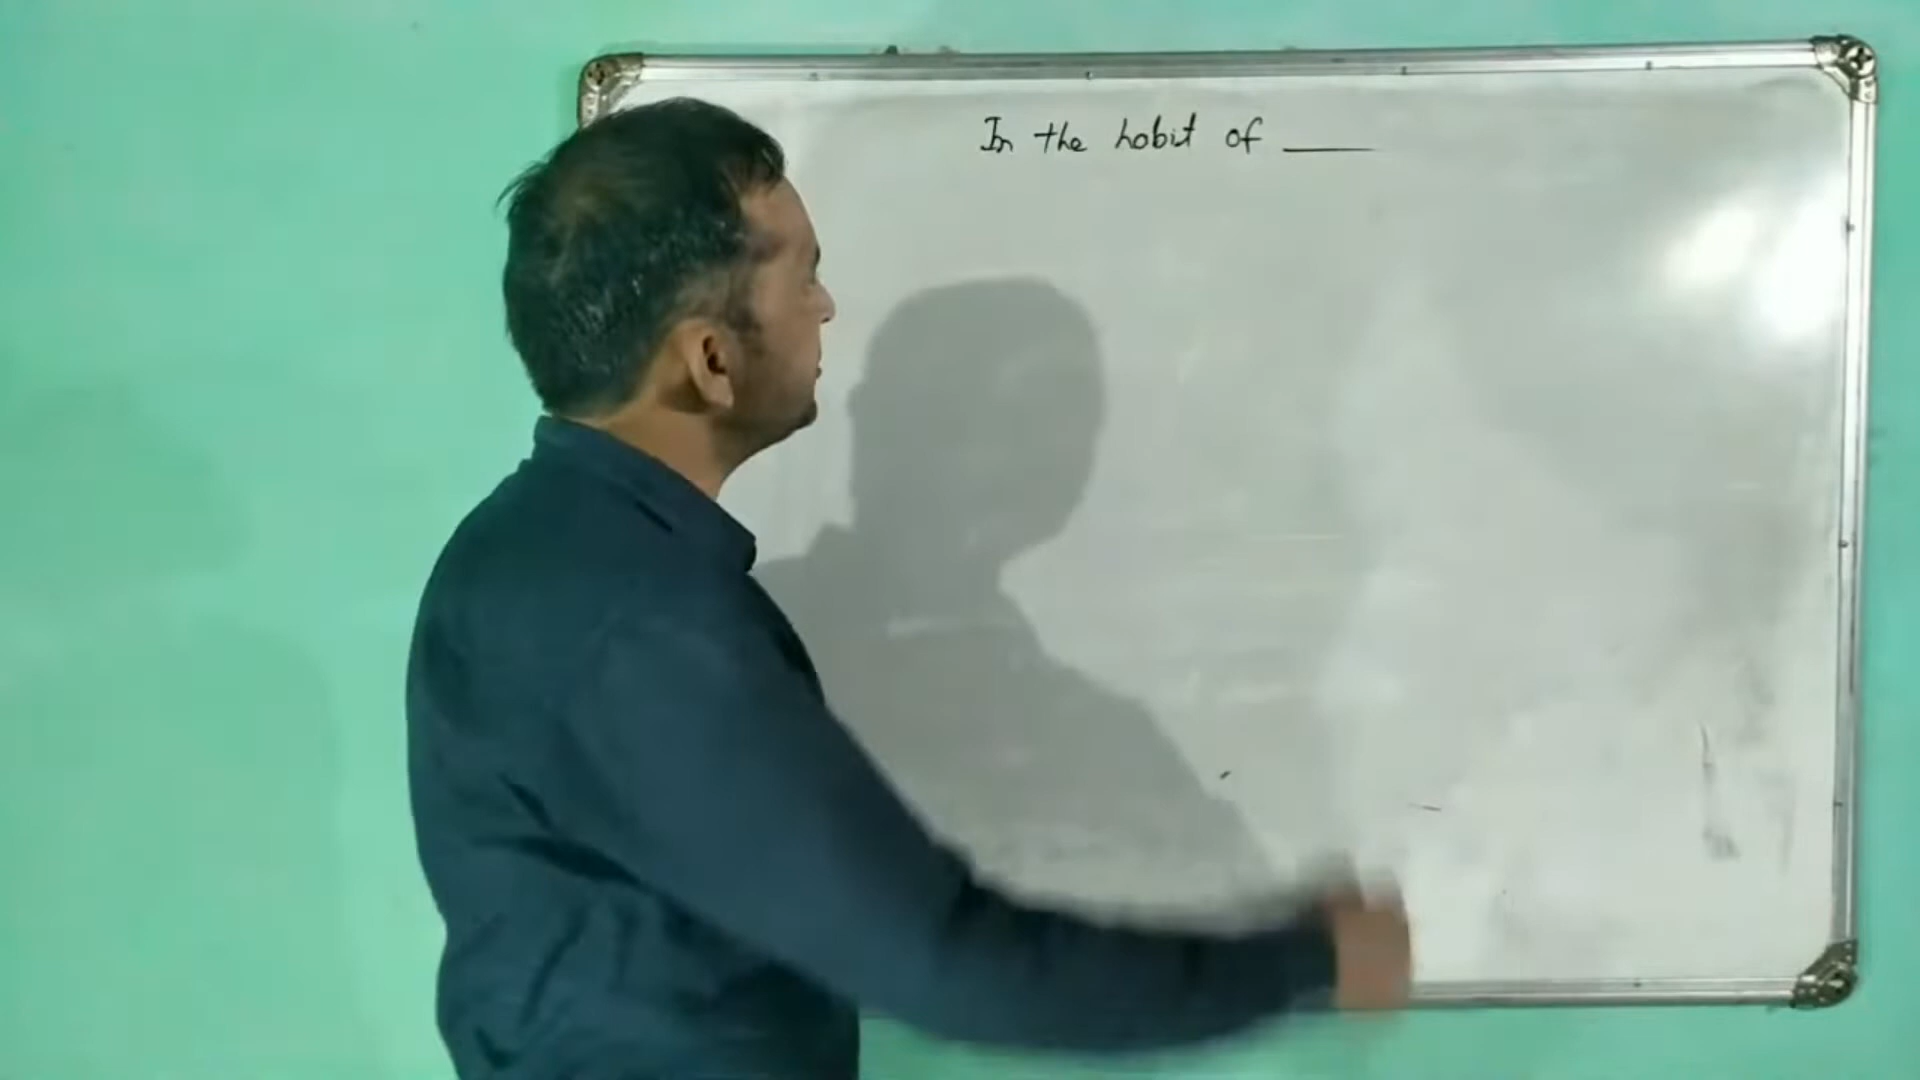 In the habit of ____